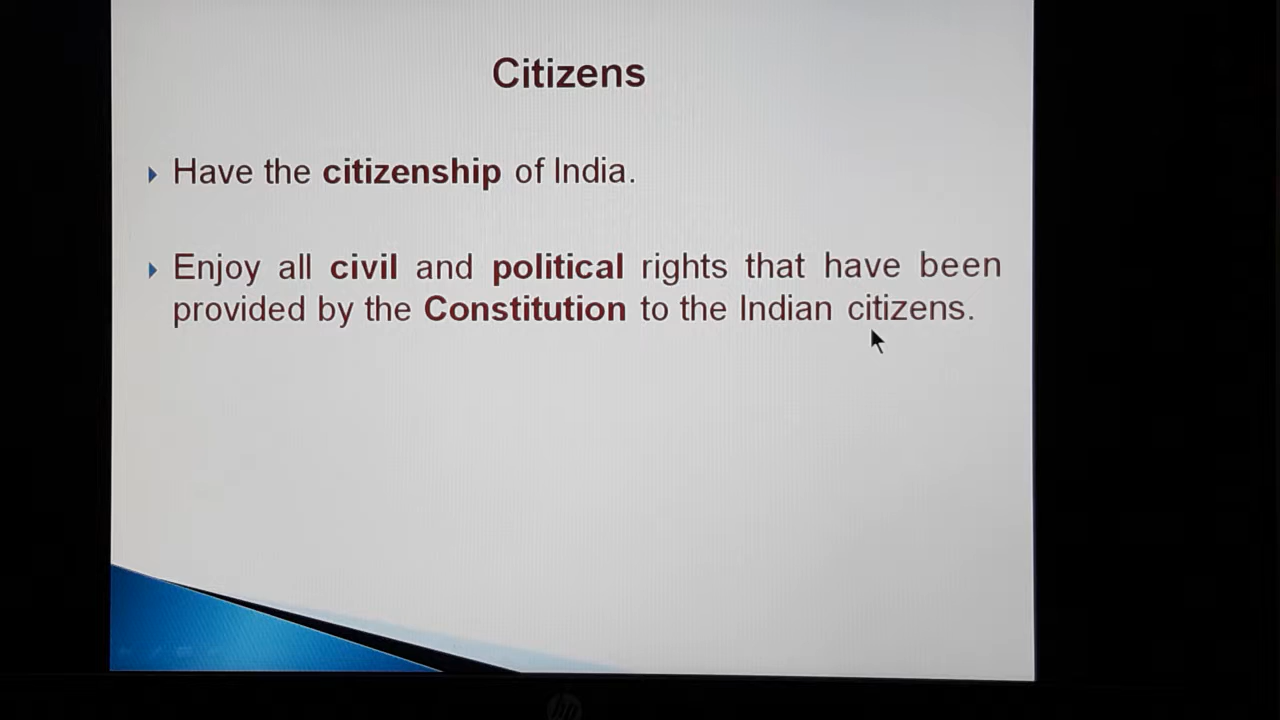 Citizens
Have the citizenship of India.
Enjoy all civil and political rights that have been
provided by the Constitution to the Indian citizens.
hp